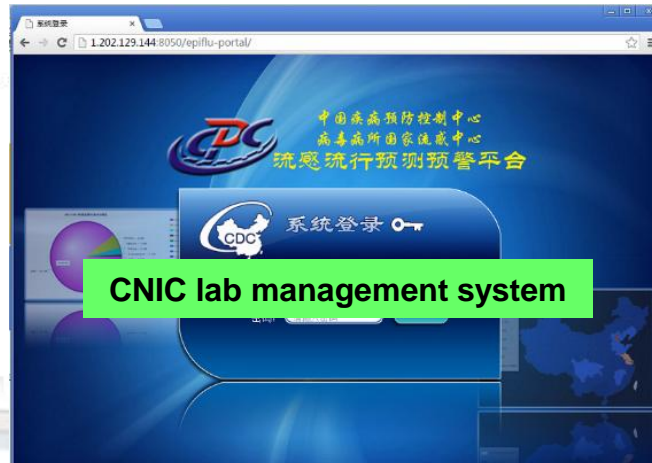 系统登录
1.202.129.144:8050/epiflu-portal/
中国疾病预防控制中心
病毒病所国家流感中心
流感流行预测预警平台
CDC
系统登录
CNIC lab management system
密码: